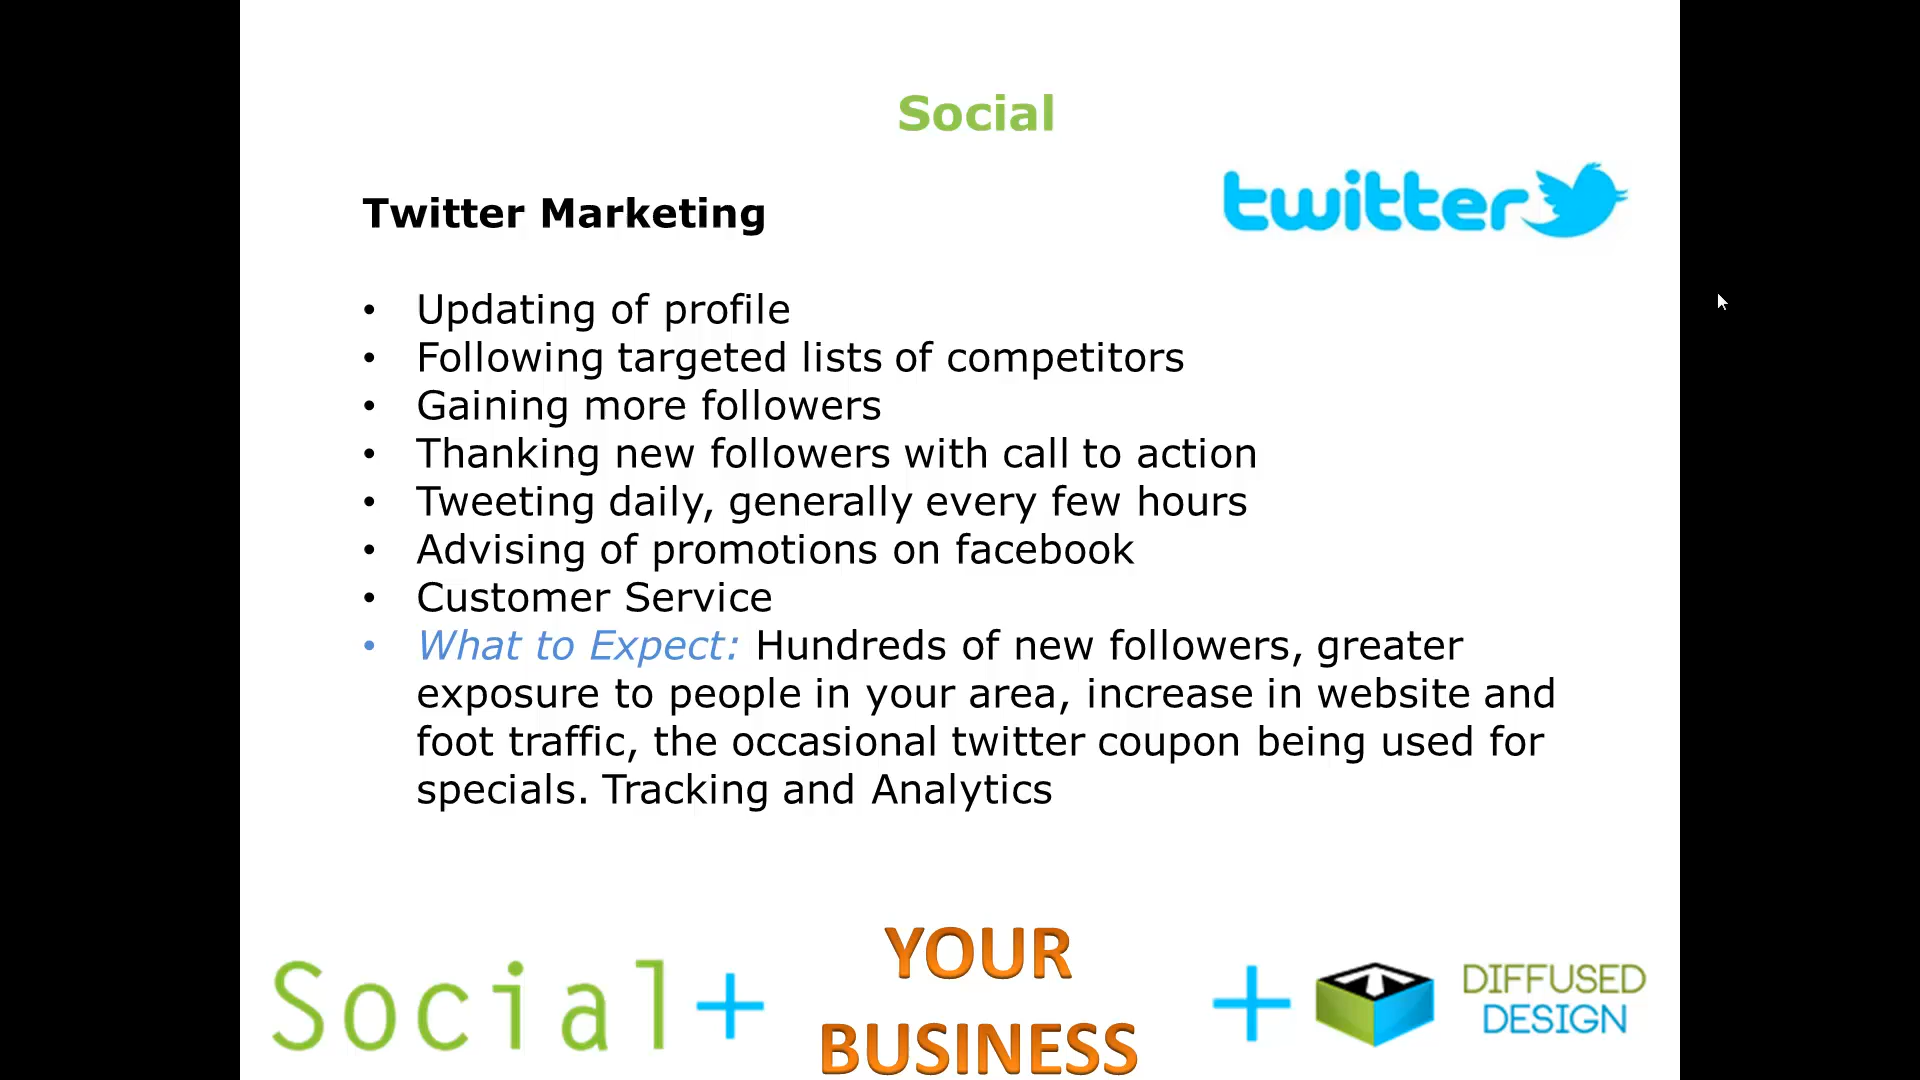 Social
twitter
Twitter Marketing
• Updating of profile
• Following targeted lists of competitors
• Gaining more followers
• Thanking new followers with call to action
• Tweeting daily, generally every few hours
• Advising of promotions on facebook
• Customer Service
• What to Expect: Hundreds of new followers, greater
exposure to people in your area, increase in website and
foot traffic, the occasional twitter coupon being used for
specials. Tracking and Analytics
Social+
YOUR
BUSINESS
+
DIFFUSED
DESIGN